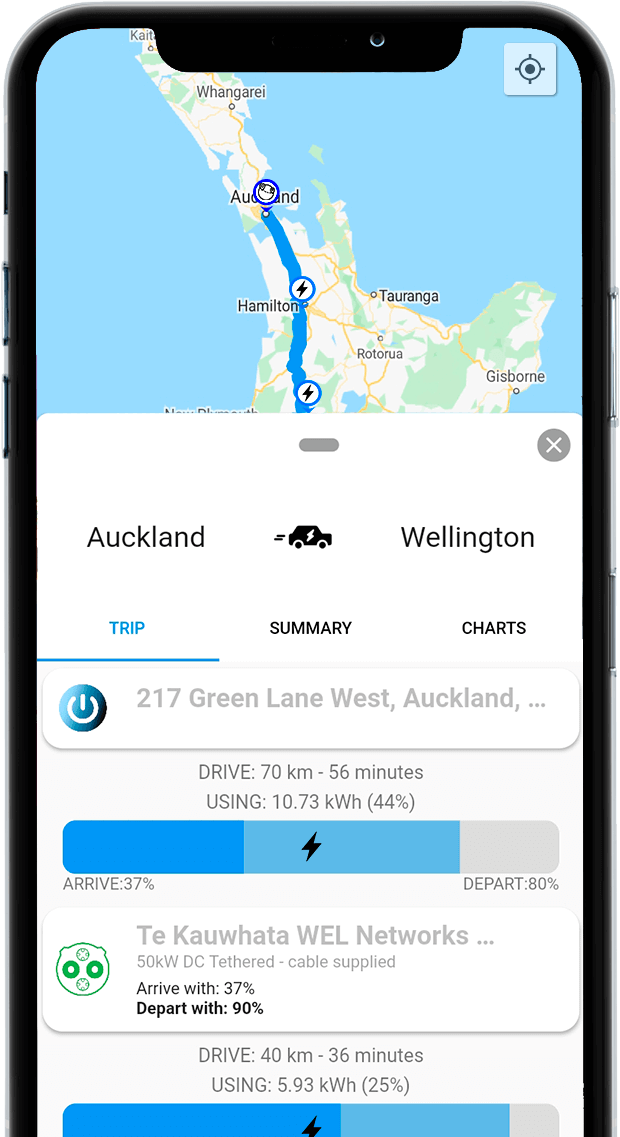 Kait
Whangarei
Auckland
Tauranga
Hamilton
Rotorua
Gisborne
New Plymouth
Auckland
Wellington
TRIP
SUMMARY
CHARTS
217 Green Lane West, Auckland, ...
DRIVE: 70 km - 56 minutes
USING: 10.73 kWh (44%)
ARRIVE:37%
DEPART:80%
Te Kauwhata WEL Networks ...
50kW DC Tethered - cable supplied
Arrive with: 37%
Depart with: 90%
DRIVE: 40 km - 36 minutes
USING: 5.93 kWh (25%)